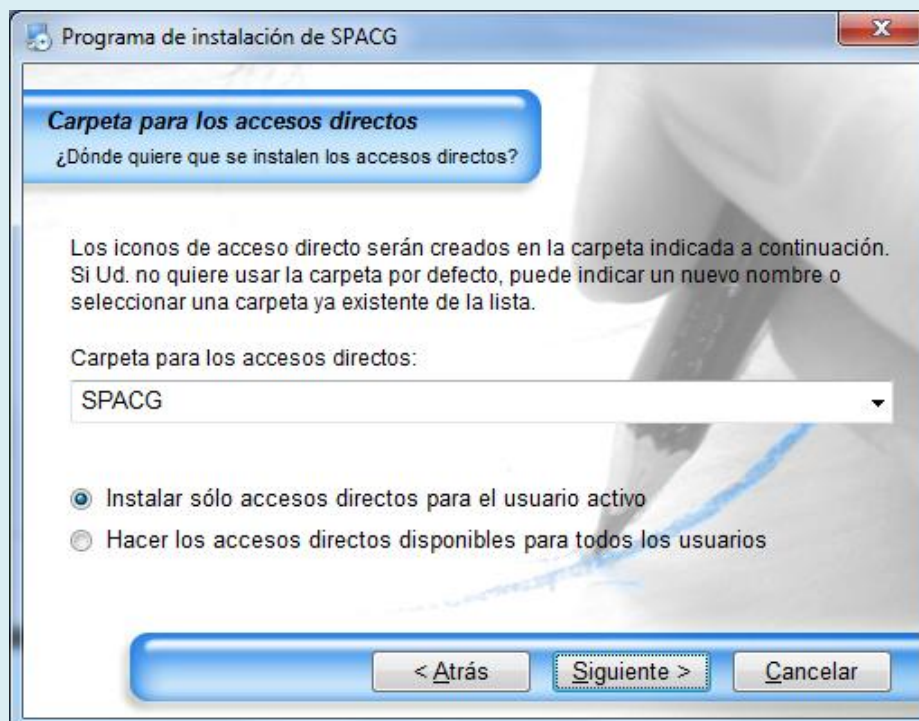 Programa de instalación de SPACG
Carpeta para los accesos directos
¿Dónde quiere que se instalen los accesos directos?
Los iconos de acceso directo serán creados en la carpeta indicada a continuación.
Si Ud. no quiere usar la carpeta por defecto, puede indicar un nuevo nombre o
seleccionar una carpeta ya existente de la lista.
Carpeta para los accesos directos:
SPACG
Instalar sólo accesos directos para el usuario activo
Hacer los accesos directos disponibles para todos los usuarios
< Atrás
Siguiente >
Cancelar